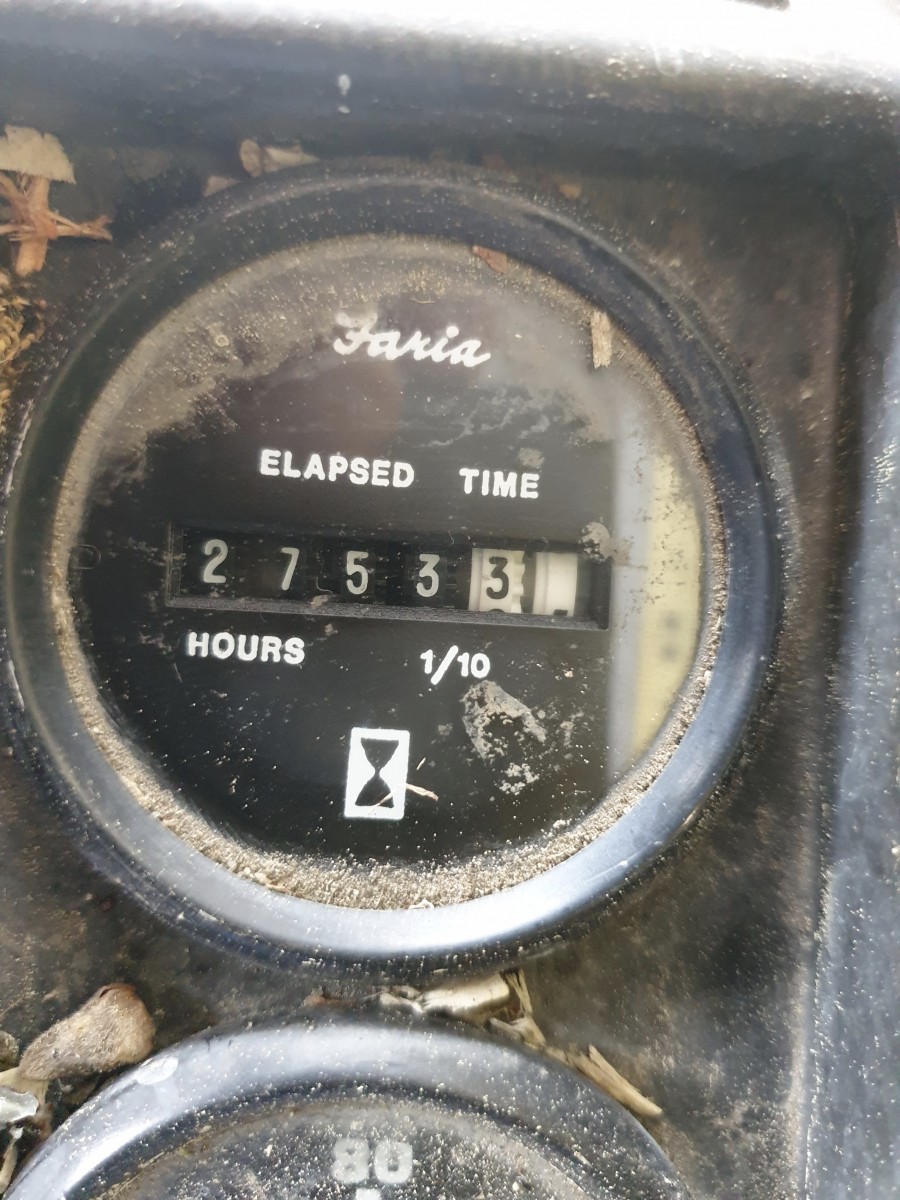 Faria
ELAPSED TIME
2 7 5 3 3
HOURS 1/10
80